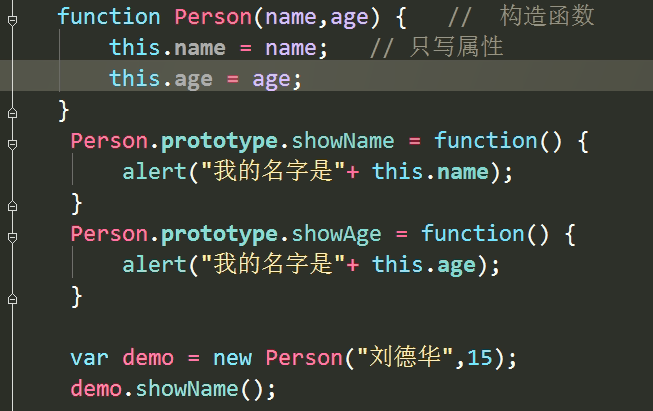 function Person(name,age) {   //  构造函数
    this.name = name;   // 只写属性
    this.age = age;
}
 Person.prototype.showName = function() {
     alert("我的名字是"+ this.name);
 }
 Person.prototype.showAge = function() {
     alert("我的名字是"+ this.age);
 }
 var demo = new Person("刘德华",15);
 demo.showName();